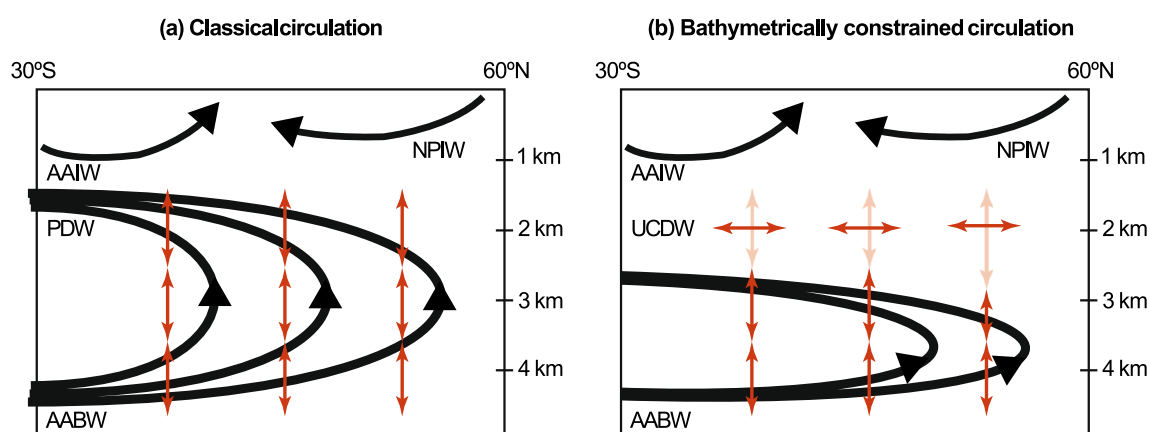 (a) Classicalcirculation
30ºS
60ºN
AAIW
NPIW
1 km
PDW
2 km
3 km
4 km
AABW
(b) Bathymetrically constrained circulation
30ºS
60ºN
AAIW
NPIW
1 km
UCDW
2 km
3 km
4 km
AABW